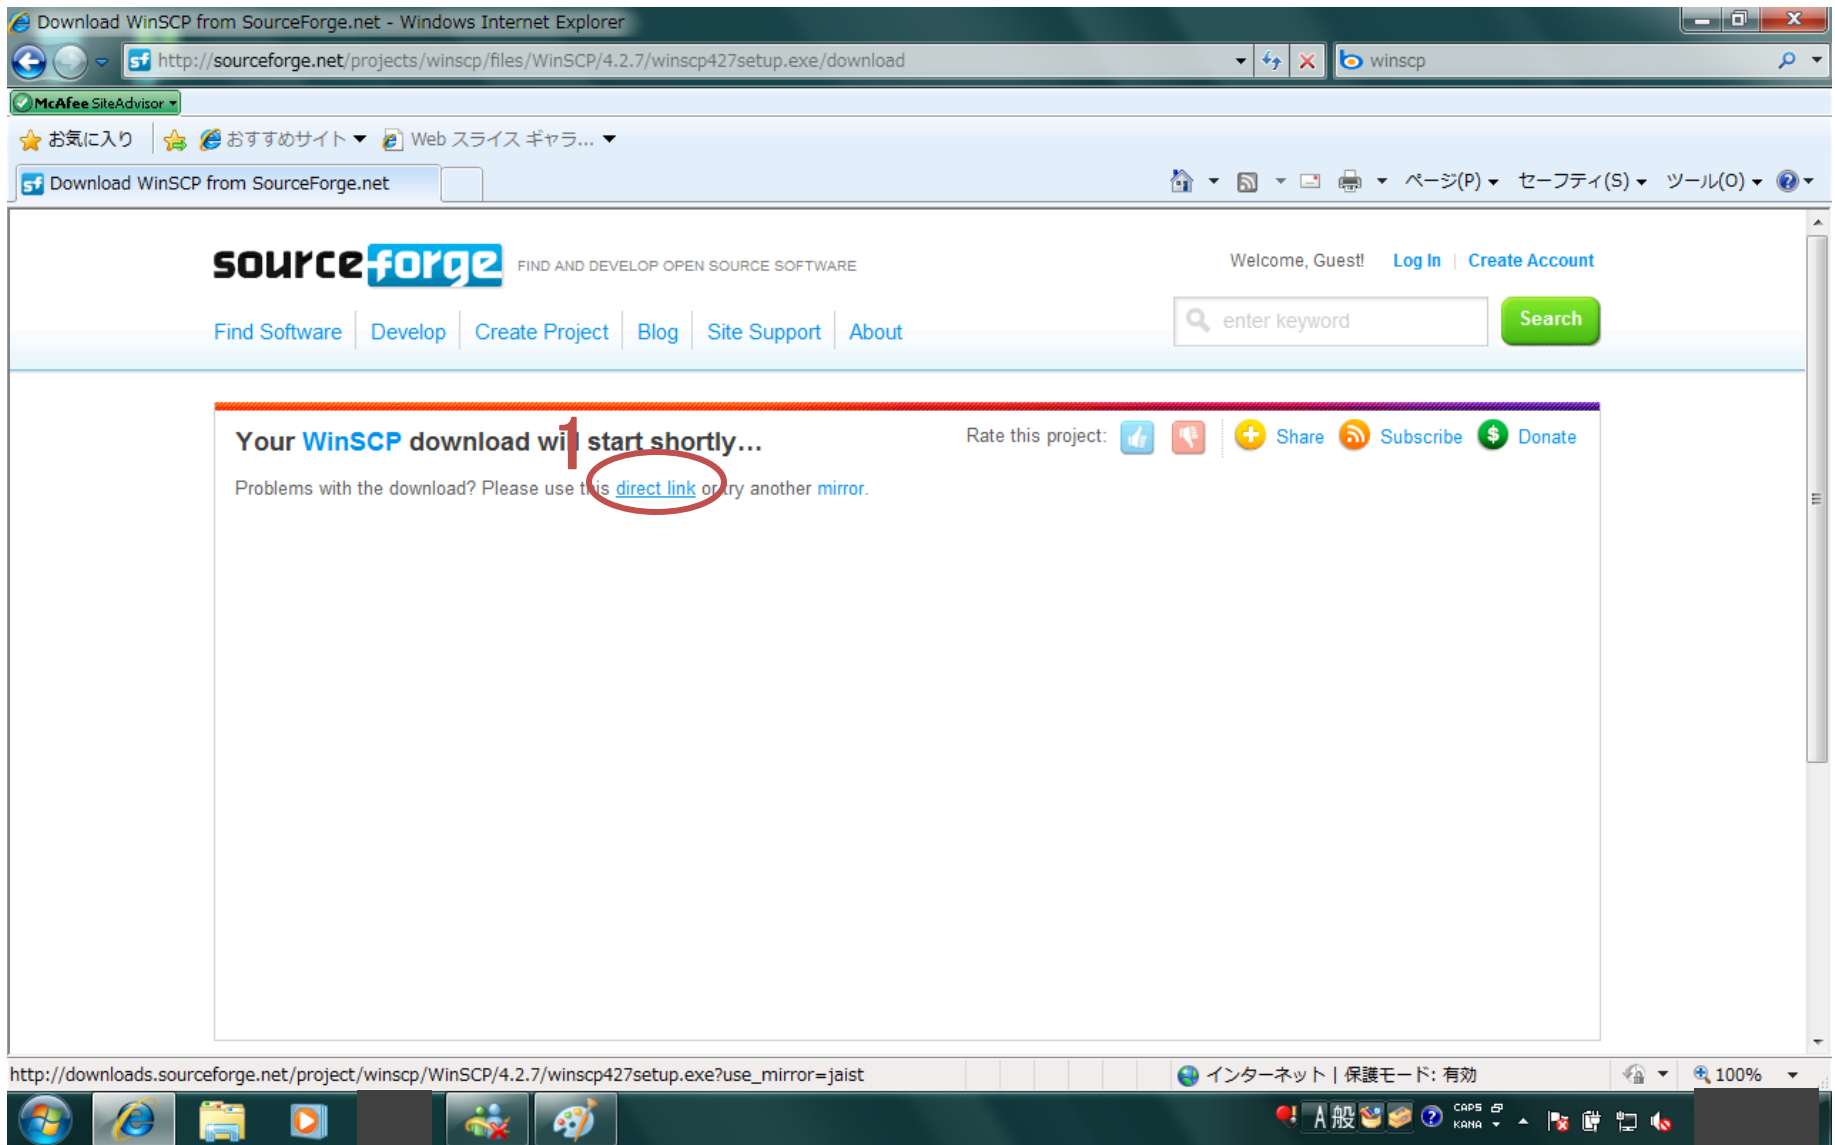 Download WinSCP from SourceForge.net - Windows Internet Explorer
http://sourceforge.net/projects/winscp/files/WinSCP/4.2.7/winscp427setup.exe/download
winscp
McAfee SiteAdvisor
お気に入り おすすめサイト Web スライス ギャラ...
Download WinSCP from SourceForge.net
ページ(P) セーフティ(S) ツール(O)
sourceforge FIND AND DEVELOP OPEN SOURCE SOFTWARE
Welcome, Guest! Log In | Create Account
Find Software Develop Create Project Blog Site Support About
enter keyword Search
1
Your WinSCP download will start shortly...
Rate this project: Share Subscribe Donate
Problems with the download? Please use this direct link or try another mirror.
http://downloads.sourceforge.net/project/winscp/WinSCP/4.2.7/winscp427setup.exe?use_mirror=jaist
インターネット | 保護モード: 有効
100%
A 般 CAPS
KANA